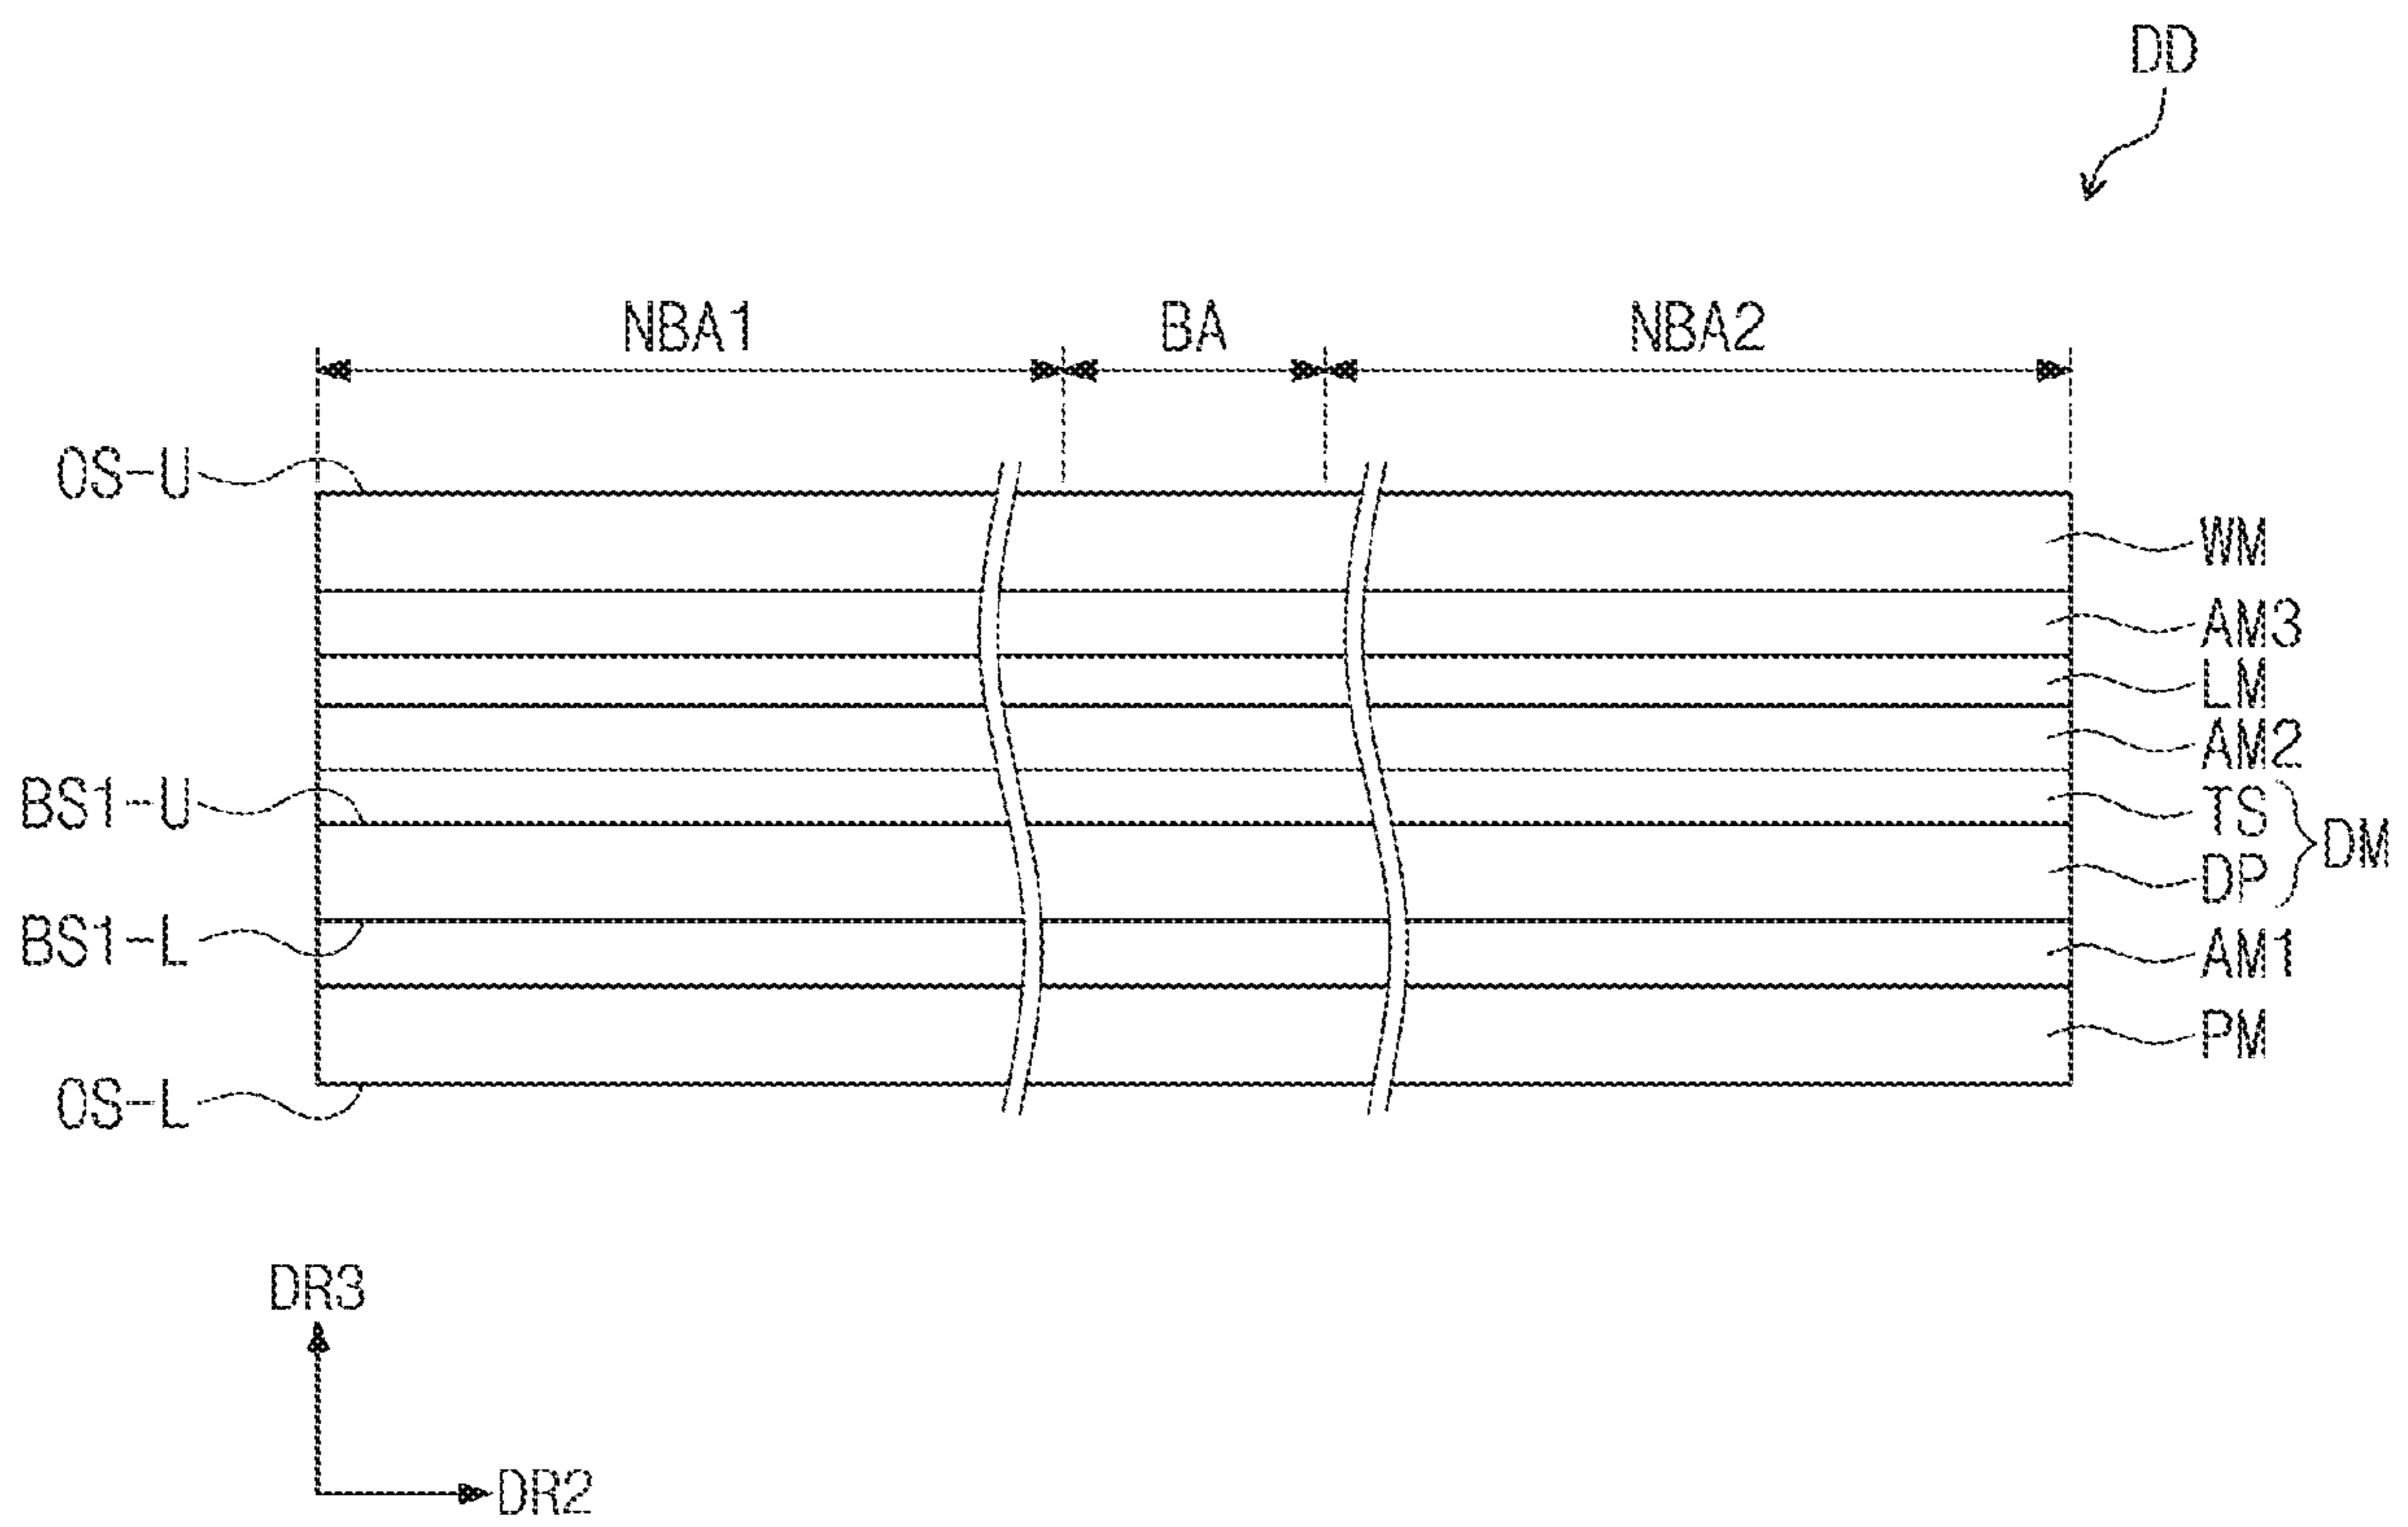 DD
NBA1 BA NBA2
OS-U
WM
AM3
LM
AM2
BS1-U
TS
DM
DP
BS1-L
AM1
PM
OS-L
DR3
DR2